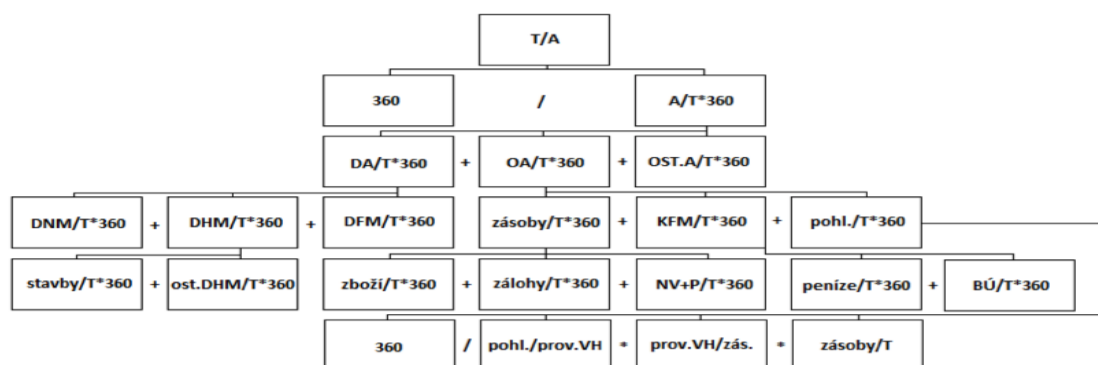 T/A
360 / A/T*360
DA/T*360 + OA/T*360 + OST.A/T*360
DNM/T*360 + DHM/T*360 + DFM/T*360 zásoby/T*360 + KFM/T*360 + pohl./T*360
stavby/T*360 + ost.DHM/T*360 zboží/T*360 + zálohy/T*360 + NV+P/T*360 peníze/T*360 + BÚ/T*360
360 / pohl./prov.VH * prov.VH/zás. * zásoby/T